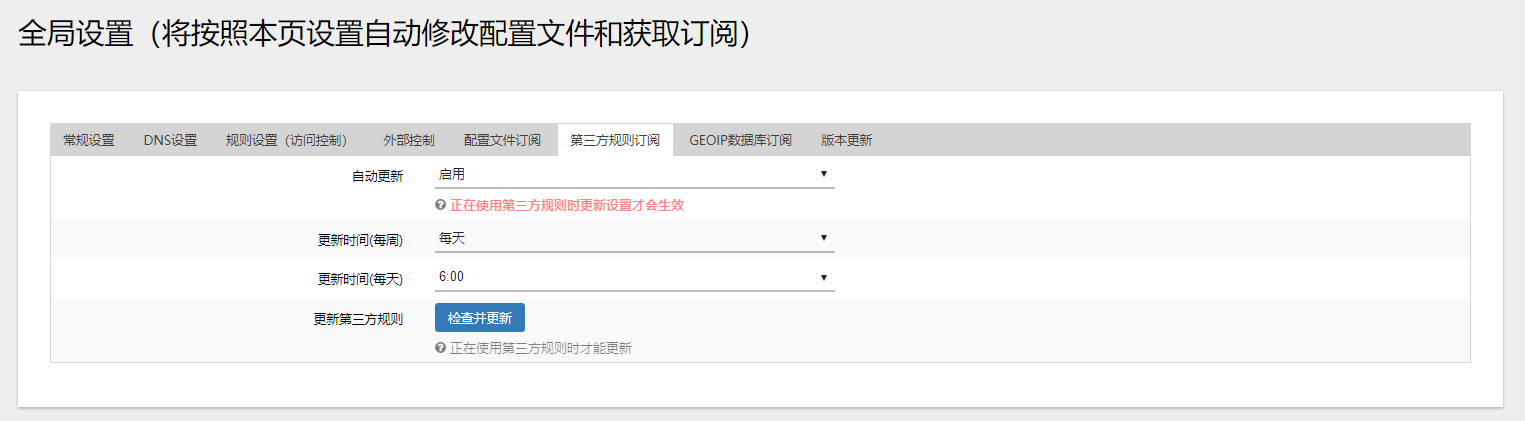 全局设置（将按照本页设置自动修改配置文件和获取订阅）
常规设置 DNS设置 规则设置（访问控制） 外部控制 配置文件订阅 第三方规则订阅 GEOIP数据库订阅 版本更新
自动更新 启用
正在使用第三方规则时更新设置才会生效
更新时间(每周) 每天
更新时间(每天) 6:00
更新第三方规则 检查并更新
正在使用第三方规则时才能更新